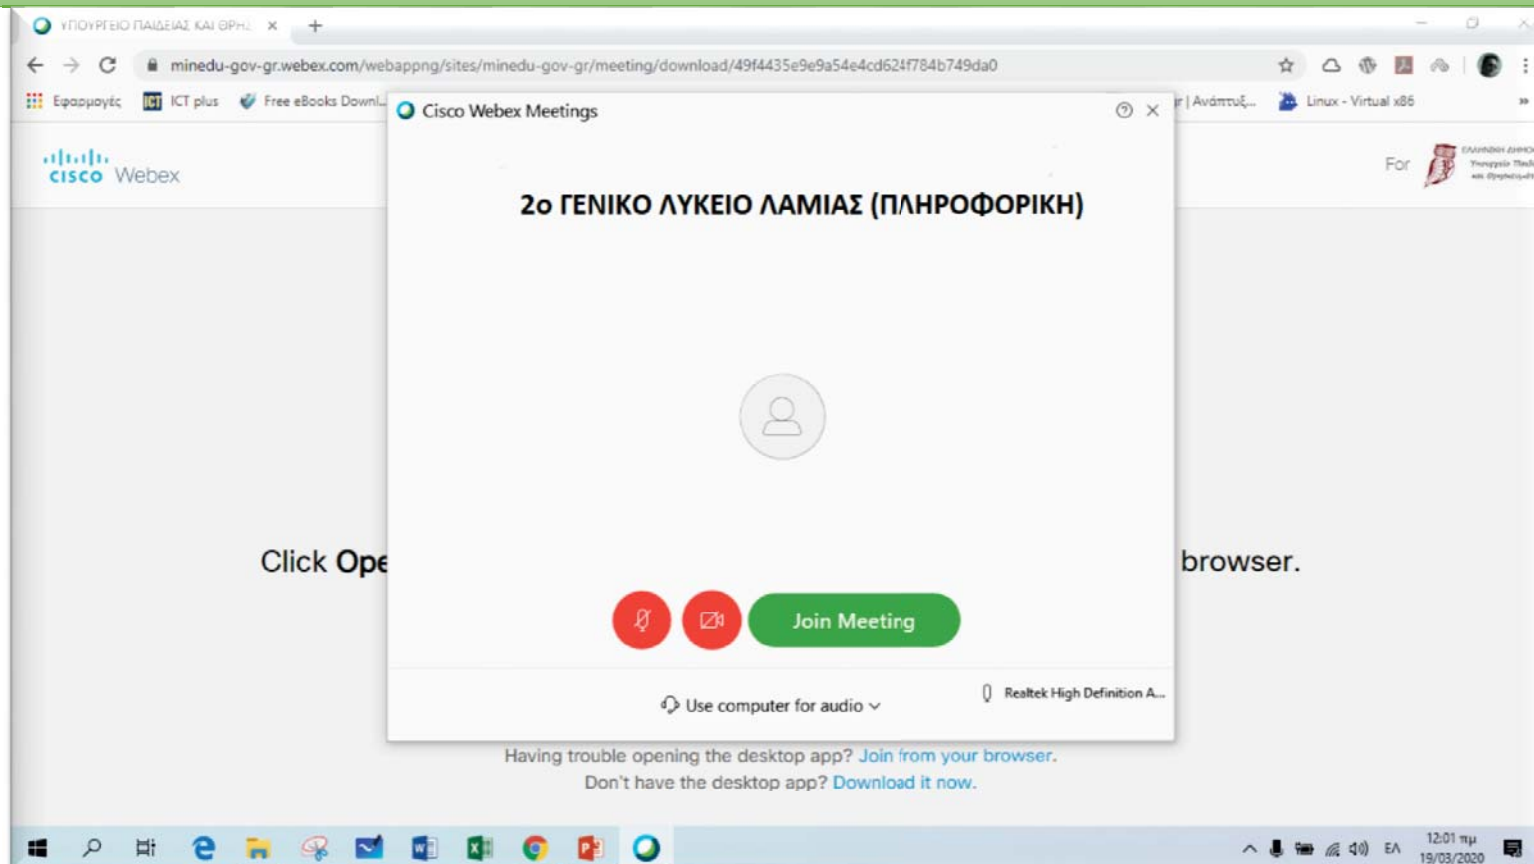 ΥΠΟΥΡΓΕΙΟ ΠΑΙΔΕΙΑΣ ΚΑΙ ΘΡΗΣ
minedu-gov-gr.webex.com/webappng/sites/minedu-gov-gr/meeting/download/49f4435e9e9a54e4cd624f784b749da0
Εφαρμογές ICT ICT plus Free eBooks Downl... r | Ανάπτυξ... Linux - Virtual x86 »
Cisco Webex Meetings
cisco Webex
For
2ο ΓΕΝΙΚΟ ΛΥΚΕΙΟ ΛΑΜΙΑΣ (ΠΛΗΡΟΦΟΡΙΚΗ)
Click Ope browser.
Join Meeting
Use computer for audio
Realtek High Definition A...
Having trouble opening the desktop app? Join from your browser.
Don't have the desktop app? Download it now.
ΕΛ
12:01 πμ
19/03/2020